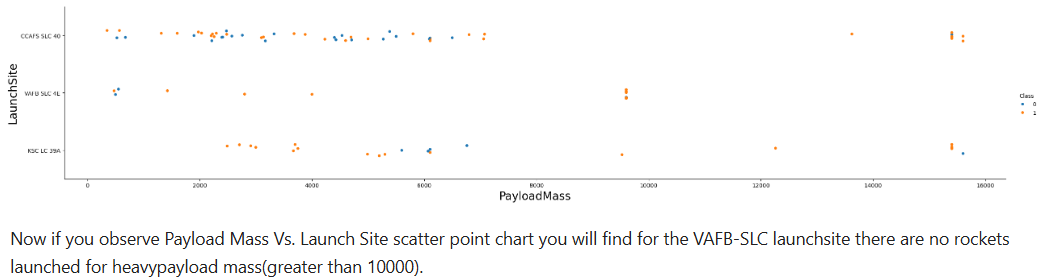 LaunchSite
CCAFS SLC 40
VAFB SLC 4E
KSC LC 39A
0
2000
4000
6000
8000
10000
12000
14000
16000
PayloadMass
Class
0
1
Now if you observe Payload Mass Vs. Launch Site scatter point chart you will find for the VAFB-SLC launchsite there are no rockets
launched for heavypayload mass(greater than 10000).